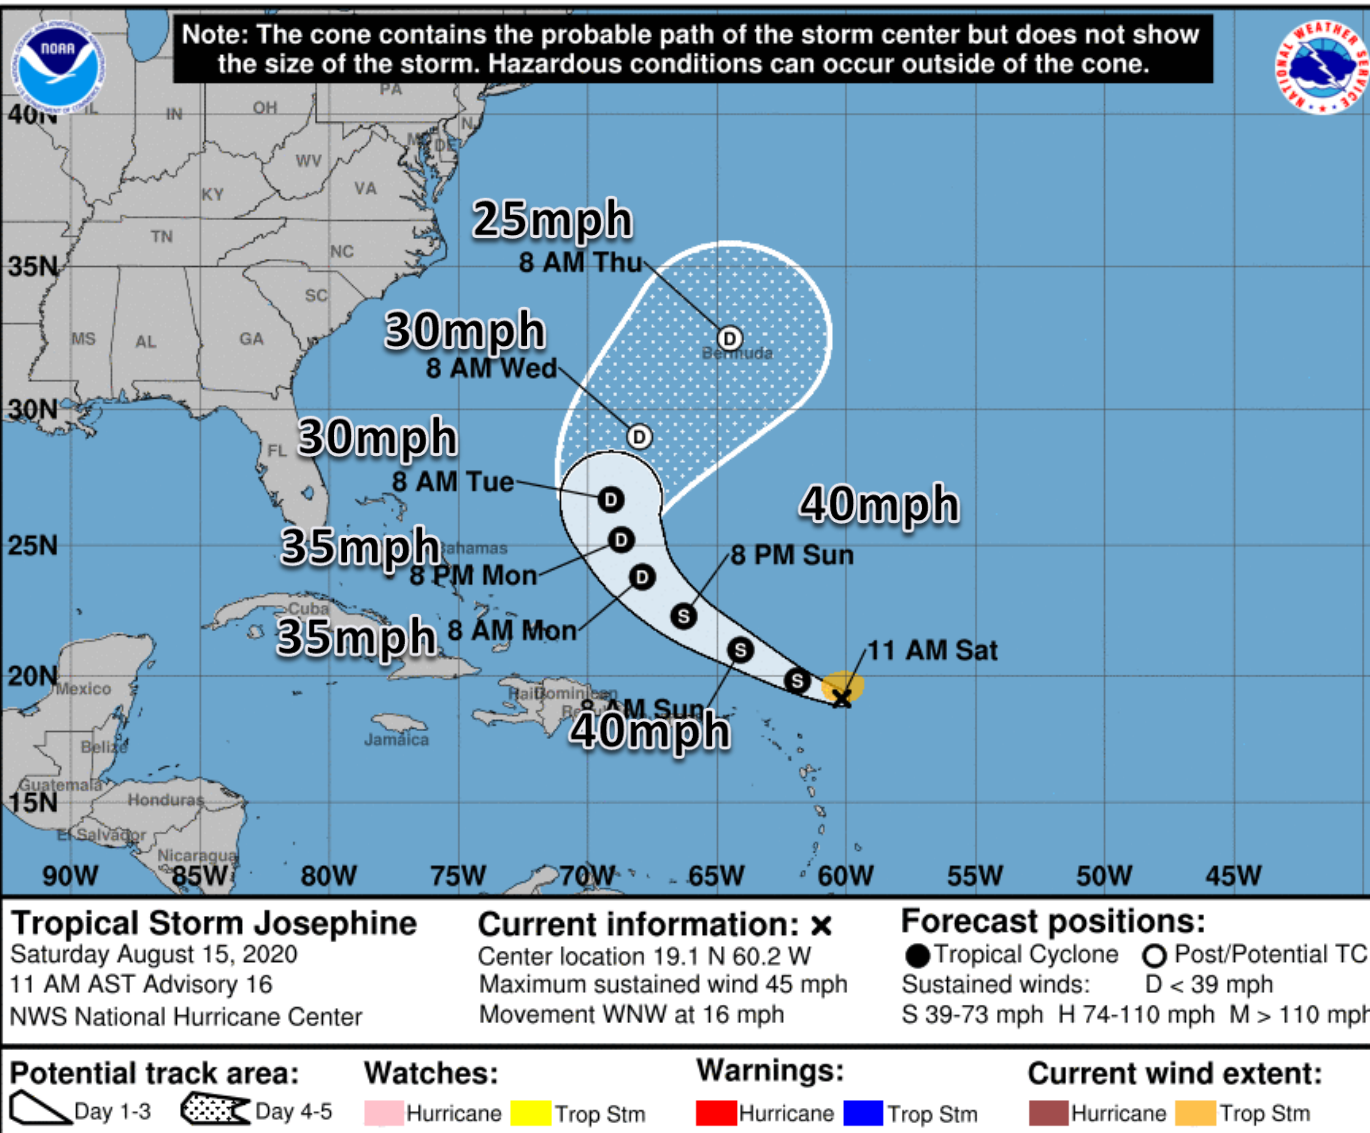 Note: The cone contains the probable path of the storm center but does not show
the size of the storm. Hazardous conditions can occur outside of the cone.
NOAA
NATIONAL WEATHER SERVICE
PA
IL
IN
OH
40N
WV
DE
KY
VA
TN
NC
25mph
8 AM Thu
35N
SC
MS
AL
GA
30mph
8 AM Wed
D
Bermuda
30N
D
FL
30mph
8 AM Tue
D
40mph
25N
35mph
Bahamas
8 PM Mon
D
8 PM Sun
D
Cuba
35mph
8 AM Mon
S
S
11 AM Sat
20N
Mexico
S
Haiti
Dominican
8 AM Sun
40mph
Jamaica
Belize
Guatemala
15N
Honduras
El Salvador
Nicaragua
90W 85W 80W 75W 70W 65W 60W 55W 50W 45W
Tropical Storm Josephine
Saturday August 15, 2020
11 AM AST Advisory 16
NWS National Hurricane Center
Current information: ×
Center location 19.1 N 60.2 W
Maximum sustained wind 45 mph
Movement WNW at 16 mph
Forecast positions:
Tropical Cyclone Post/Potential TC
Sustained winds: D < 39 mph
S 39-73 mph H 74-110 mph M > 110 mph
Potential track area:
Day 1-3 Day 4-5
Watches:
Hurricane Trop Stm
Warnings:
Hurricane Trop Stm
Current wind extent:
Hurricane Trop Stm